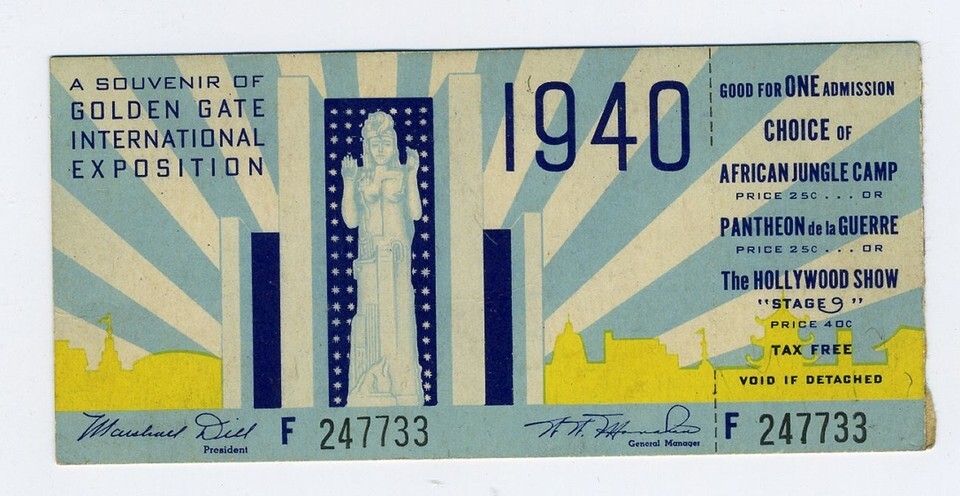 A SOUVENIR OF
GOLDEN GATE
INTERNATIONAL
EXPOSITION
1940
Marshall Dill
President
F 247733
General Manager
GOOD FOR ONE ADMISSION
CHOICE OF
AFRICAN JUNGLE CAMP
PRICE 25C . . . OR
PANTHEON de la GUERRE
PRICE 25C . . . OR
The HOLLYWOOD SHOW
"STAGE 9"
PRICE 40C
TAX FREE
VOID IF DETACHED
F 247733